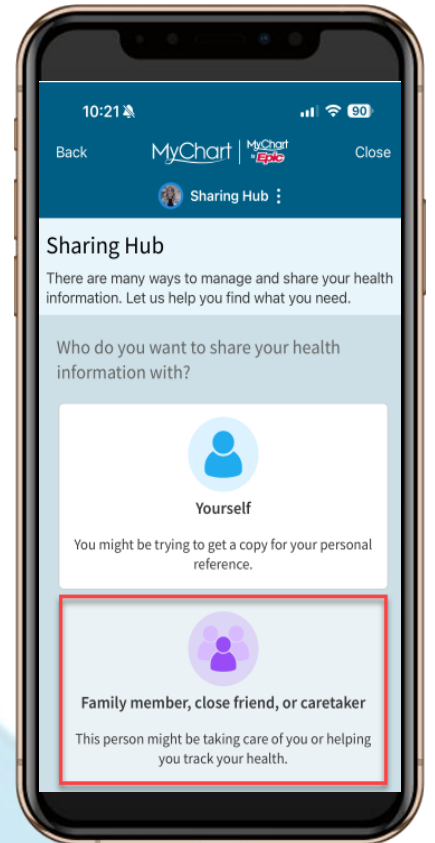 10:21 90
Back MyChart MyChart by Epic Close
Sharing Hub
Sharing Hub
There are many ways to manage and share your health
information. Let us help you find what you need.
Who do you want to share your health
information with?
Yourself
You might be trying to get a copy for your personal
reference.
Family member, close friend, or caretaker
This person might be taking care of you or helping
you track your health.